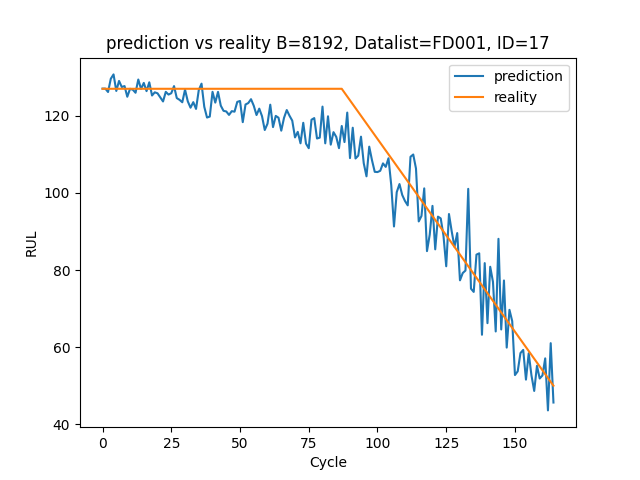 prediction vs reality B=8192, Datalist=FD001, ID=17
prediction
reality
120
100
80
60
40
RUL
0 25 50 75 100 125 150
Cycle